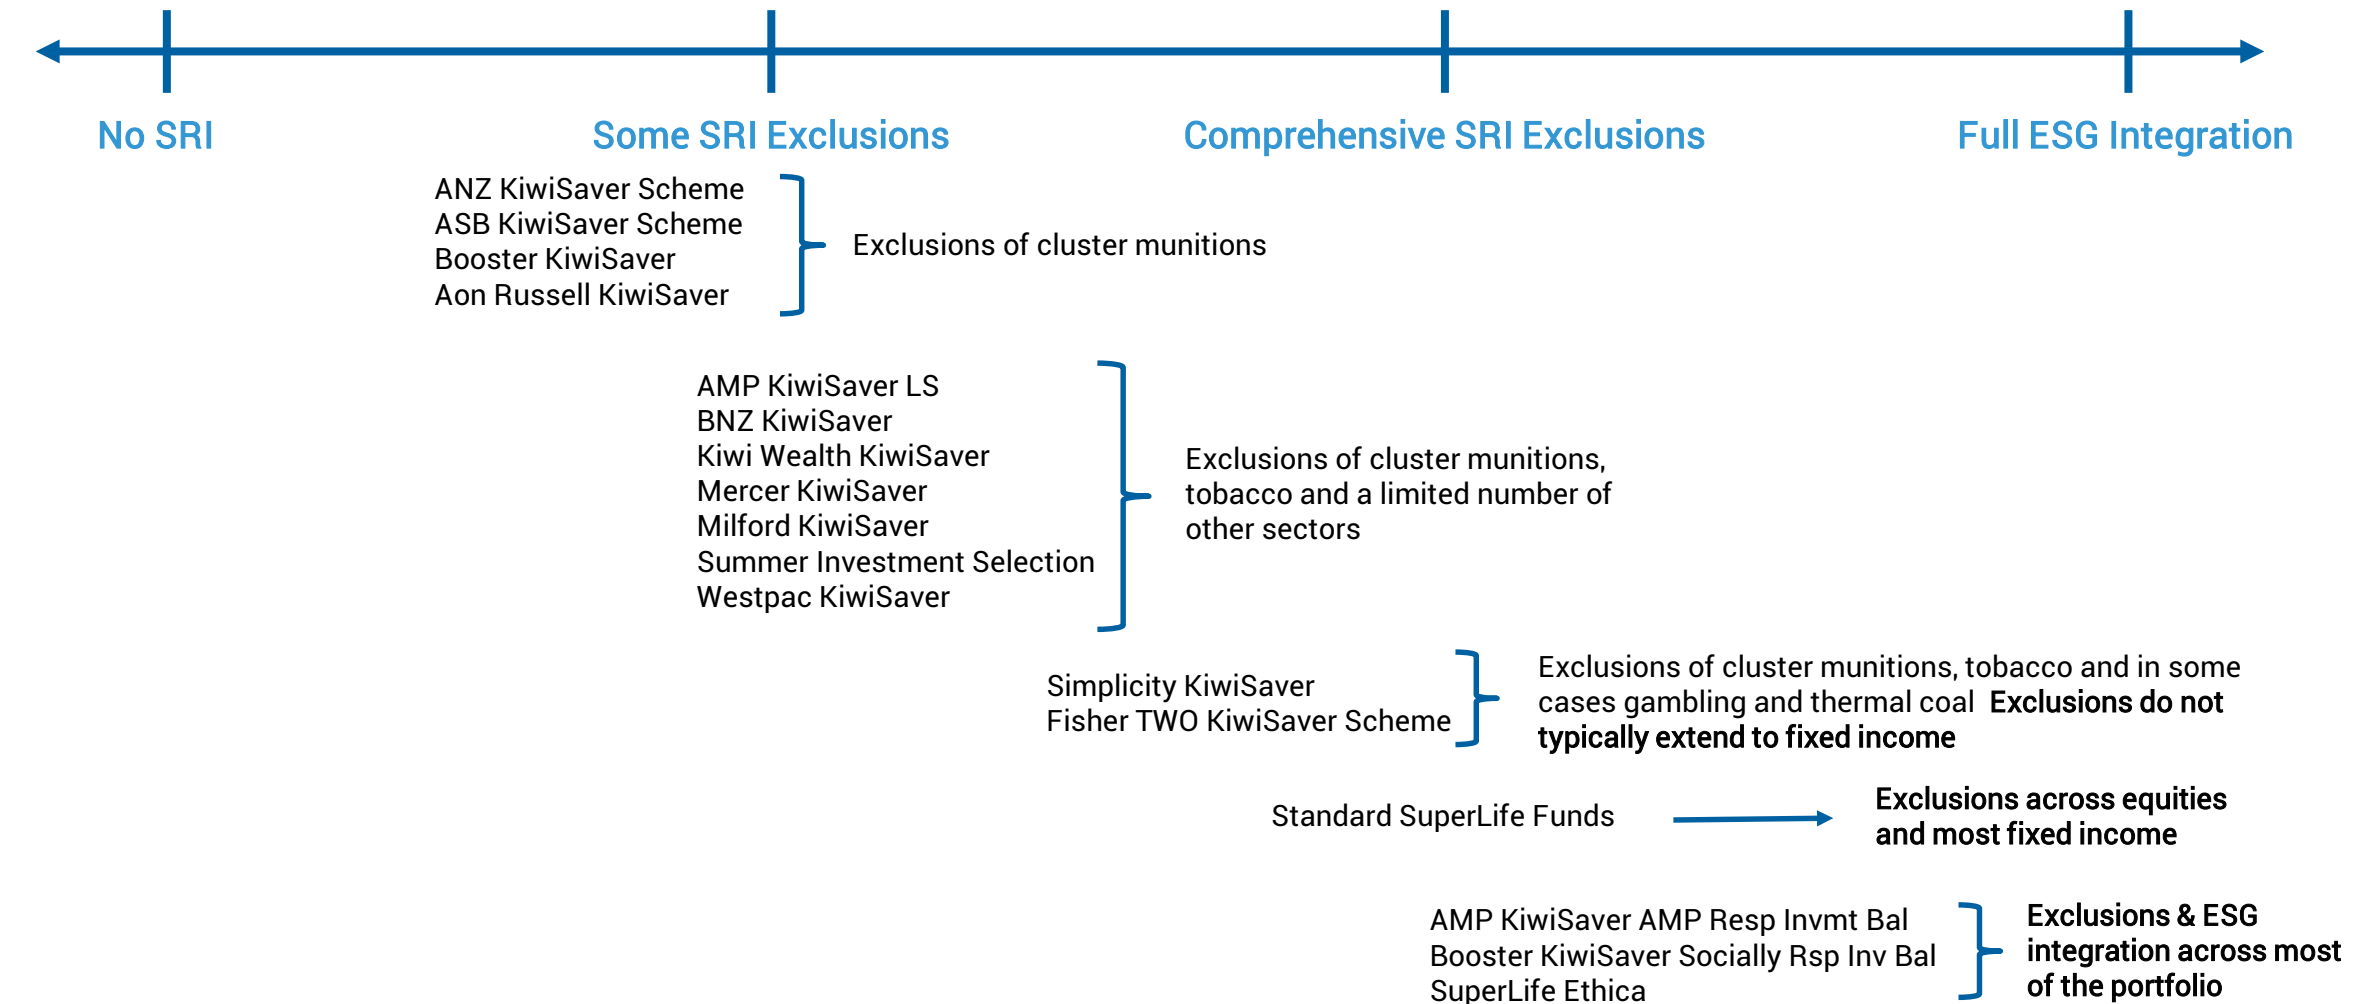 No SRI
Some SRI Exclusions
Comprehensive SRI Exclusions
Full ESG Integration
ANZ KiwiSaver Scheme
ASB KiwiSaver Scheme
Booster KiwiSaver
Aon Russell KiwiSaver
Exclusions of cluster munitions
AMP KiwiSaver LS
BNZ KiwiSaver
Kiwi Wealth KiwiSaver
Mercer KiwiSaver
Milford KiwiSaver
Summer Investment Selection
Westpac KiwiSaver
Exclusions of cluster munitions,
tobacco and a limited number of
other sectors
Simplicity KiwiSaver
Fisher TWO KiwiSaver Scheme
Exclusions of cluster munitions, tobacco and in some
cases gambling and thermal coal Exclusions do not
typically extend to fixed income
Standard SuperLife Funds
Exclusions across equities
and most fixed income
AMP KiwiSaver AMP Resp Invmt Bal
Booster KiwiSaver Socially Rsp Inv Bal
SuperLife Ethica
Exclusions & ESG
integration across most
of the portfolio